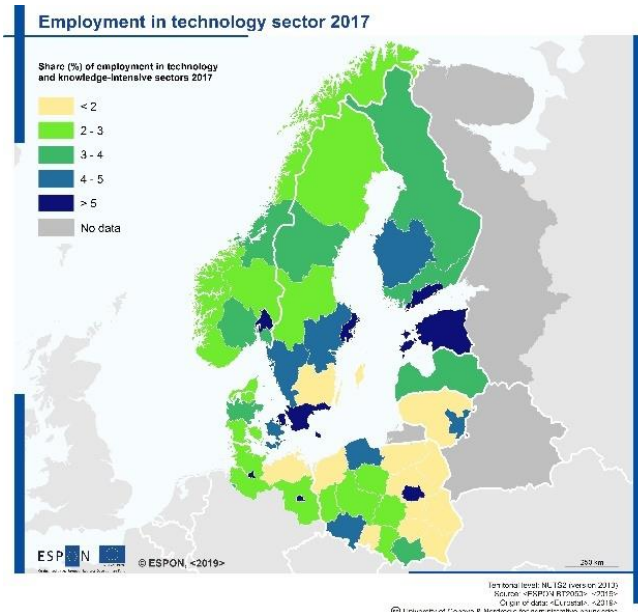 Employment in technology sector 2017
Share (%) of employment in technology
and knowledge-intensive sectors 2017
< 2
2 - 3
3 - 4
4 - 5
> 5
No data
ESPON
© ESPON, <2019>
250 km
Territorial level: NUTS2 (version 2013)
Source: <ESPON BT2050>, <2019>
Origin of data: <Eurostat>, <2018>